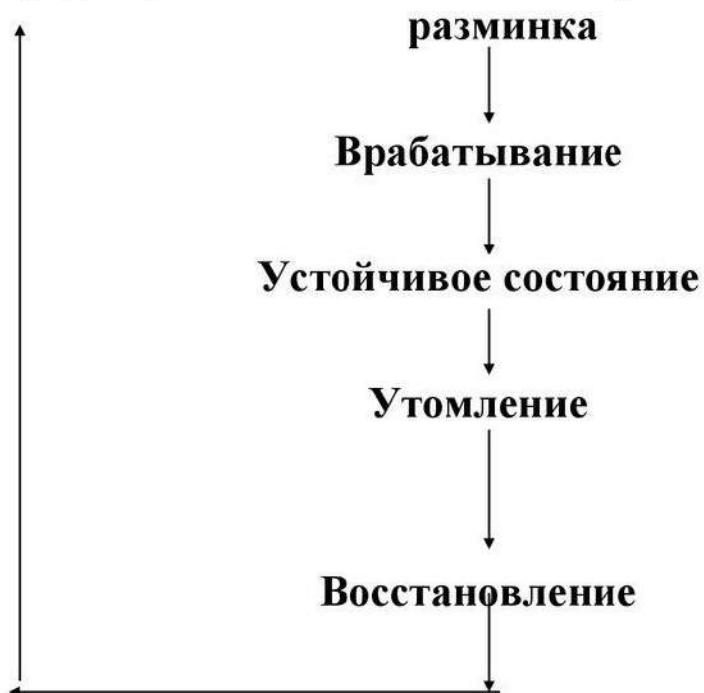 разминка
Врабатывание
Устойчивое состояние
Утомление
Восстановление